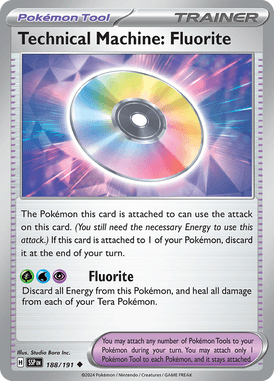 Pokémon Tool
TRAINER
Technical Machine: Fluorite
The Pokémon this card is attached to can use the attack
on this card. (You still need the necessary Energy to use this
attack.) If this card is attached to 1 of your Pokémon, discard
it at the end of your turn.
Fluorite
Discard all Energy from this Pokémon, and heal all damage
from each of your Tera Pokémon.
Illus. Studio Bora Inc.
H SSP EN 188/191
You may attach any number of Pokémon Tools to your
Pokémon during your turn. You may attach only 1
Pokémon Tool to each Pokémon, and it stays attached.
©2024 Pokémon / Nintendo / Creatures / GAME FREAK